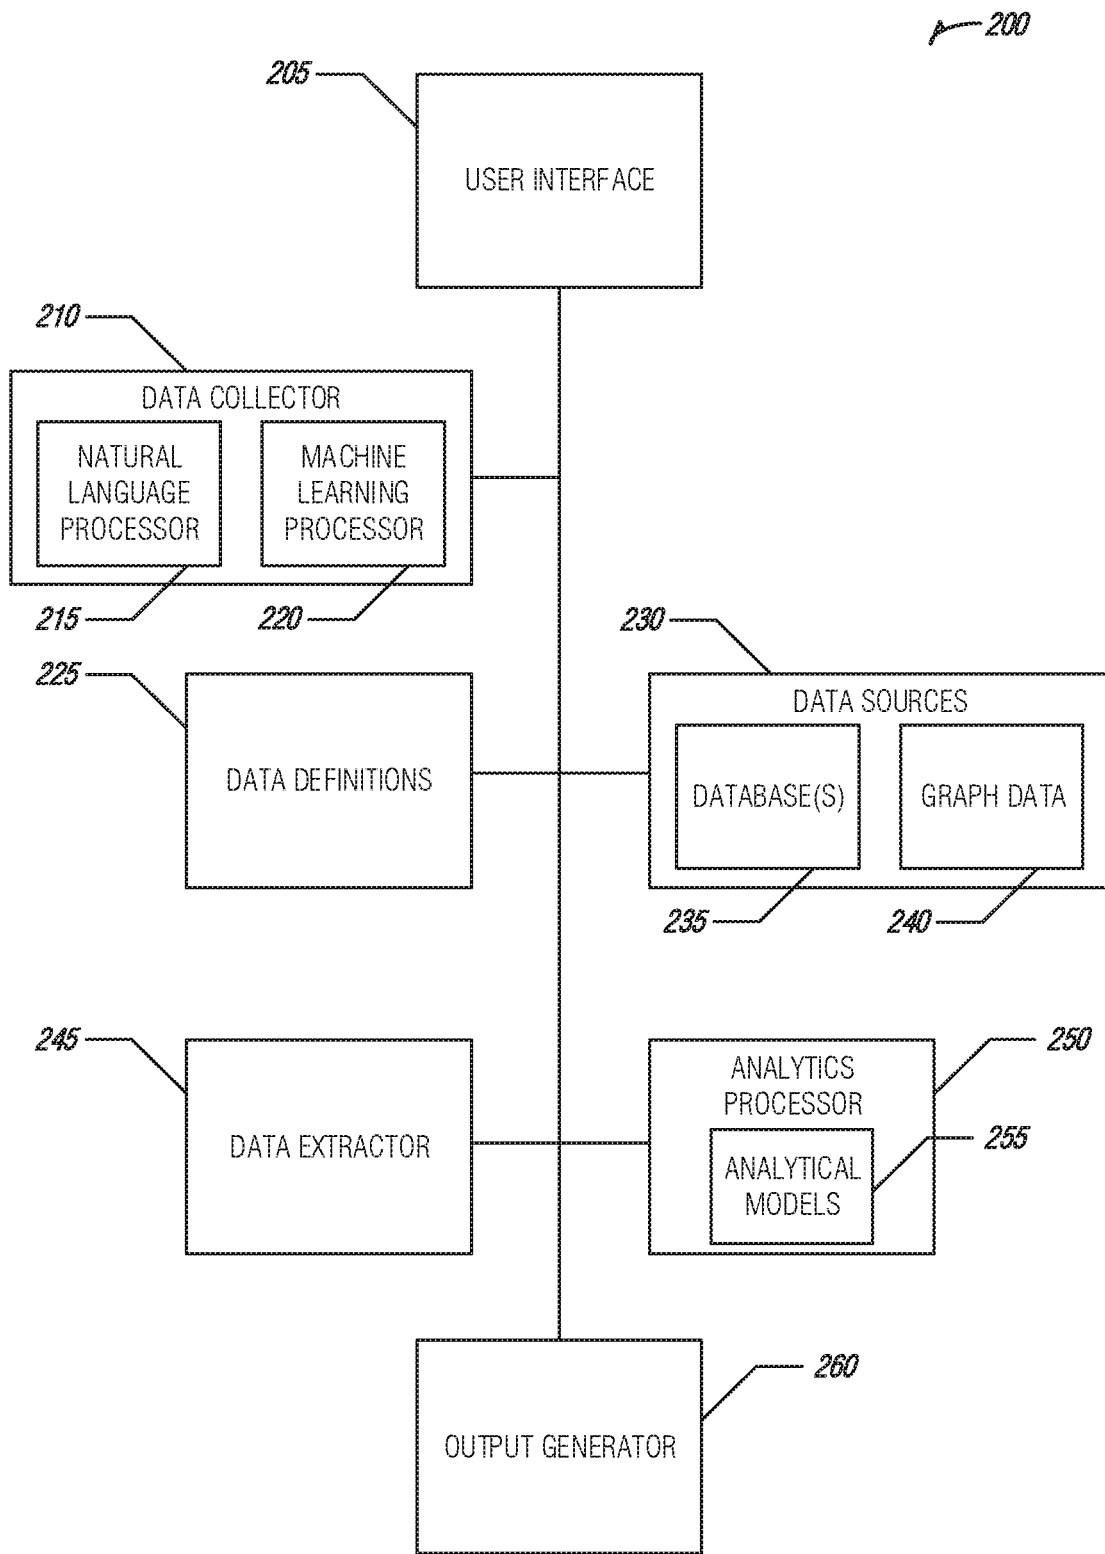 200
205
USER INTERFACE
210
DATA COLLECTOR
NATURAL
LANGUAGE
PROCESSOR
MACHINE
LEARNING
PROCESSOR
215
220
225
DATA DEFINITIONS
230
DATA SOURCES
DATABASE(S)
GRAPH DATA
235
240
245
DATA EXTRACTOR
250
ANALYTICS
PROCESSOR
255
ANALYTICAL
MODELS
260
OUTPUT GENERATOR